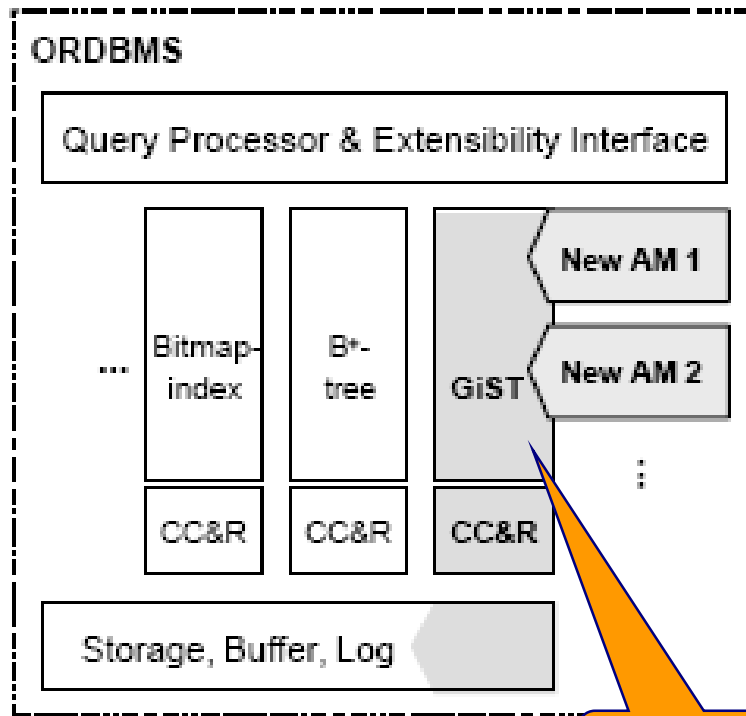 ORDBMS
Query Processor & Extensibility Interface
New AM 1
...
Bitmap-
index
B+-
tree
GiST
New AM 2
⋮
CC&R
CC&R
CC&R
Storage, Buffer, Log